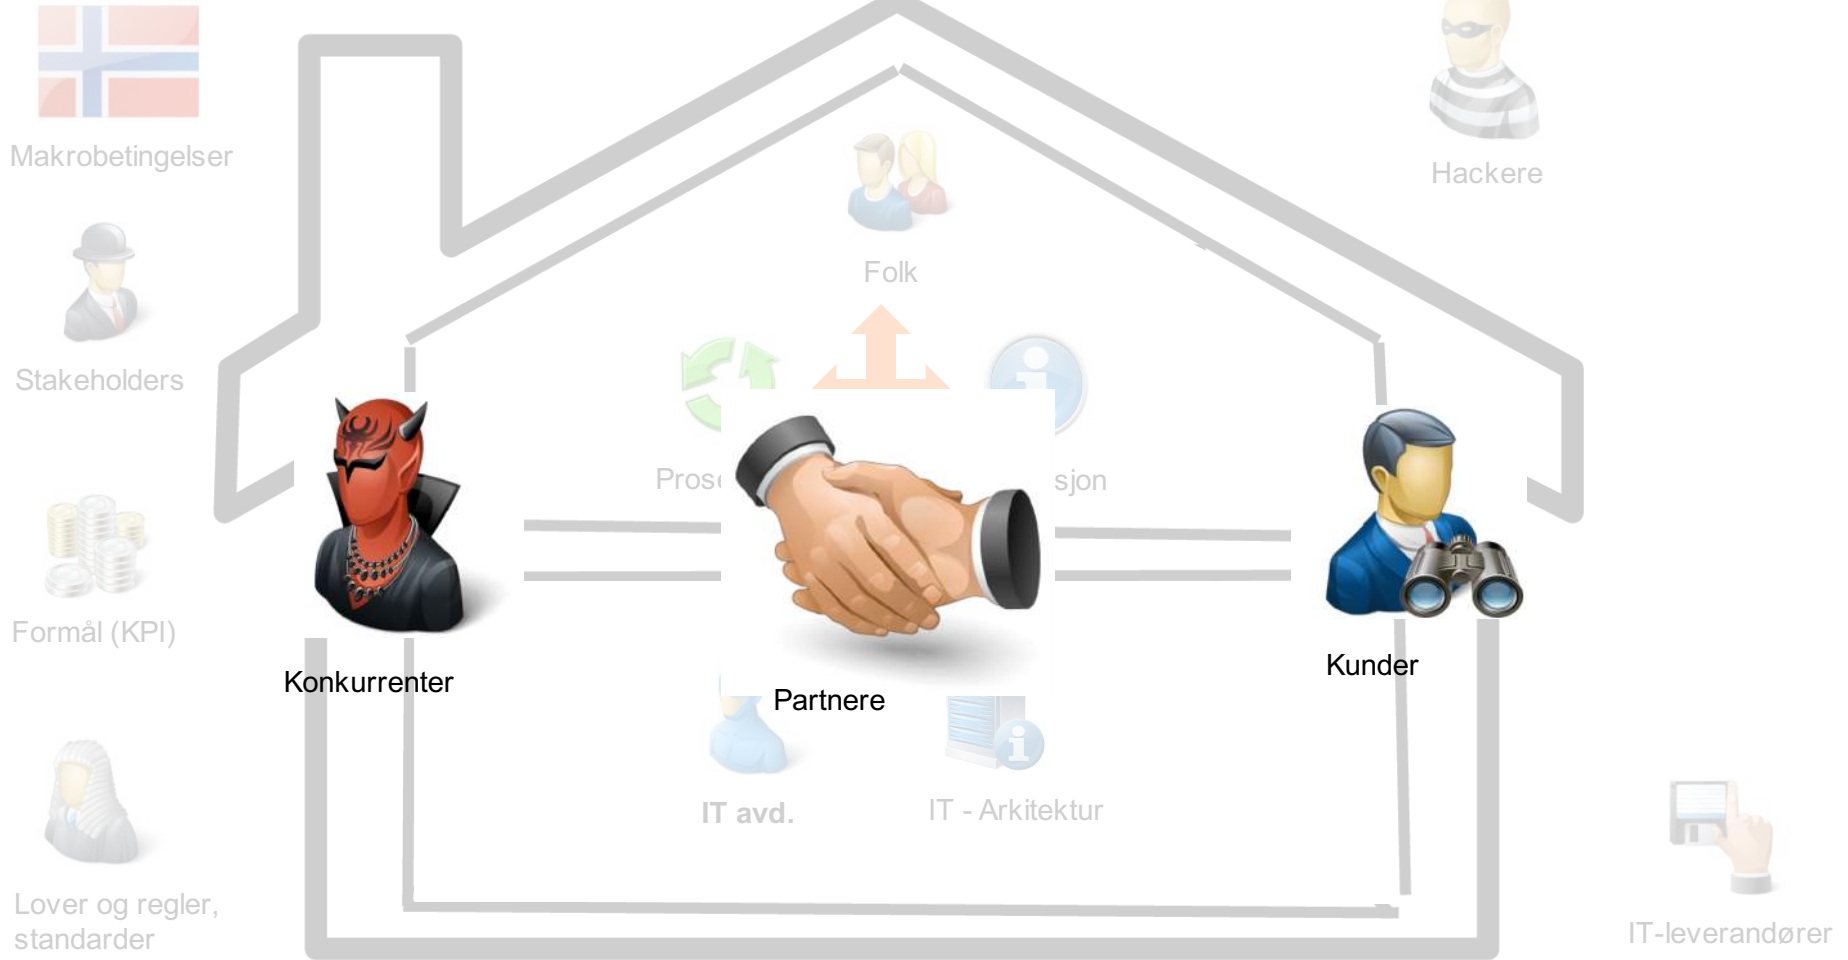 Makrobetingelser
Hackere
Folk
Stakeholders
Prose
sjon
Formål (KPI)
Konkurrenter
Partnere
Kunder
IT avd.
IT - Arkitektur
Lover og regler,
standarder
IT-leverandører